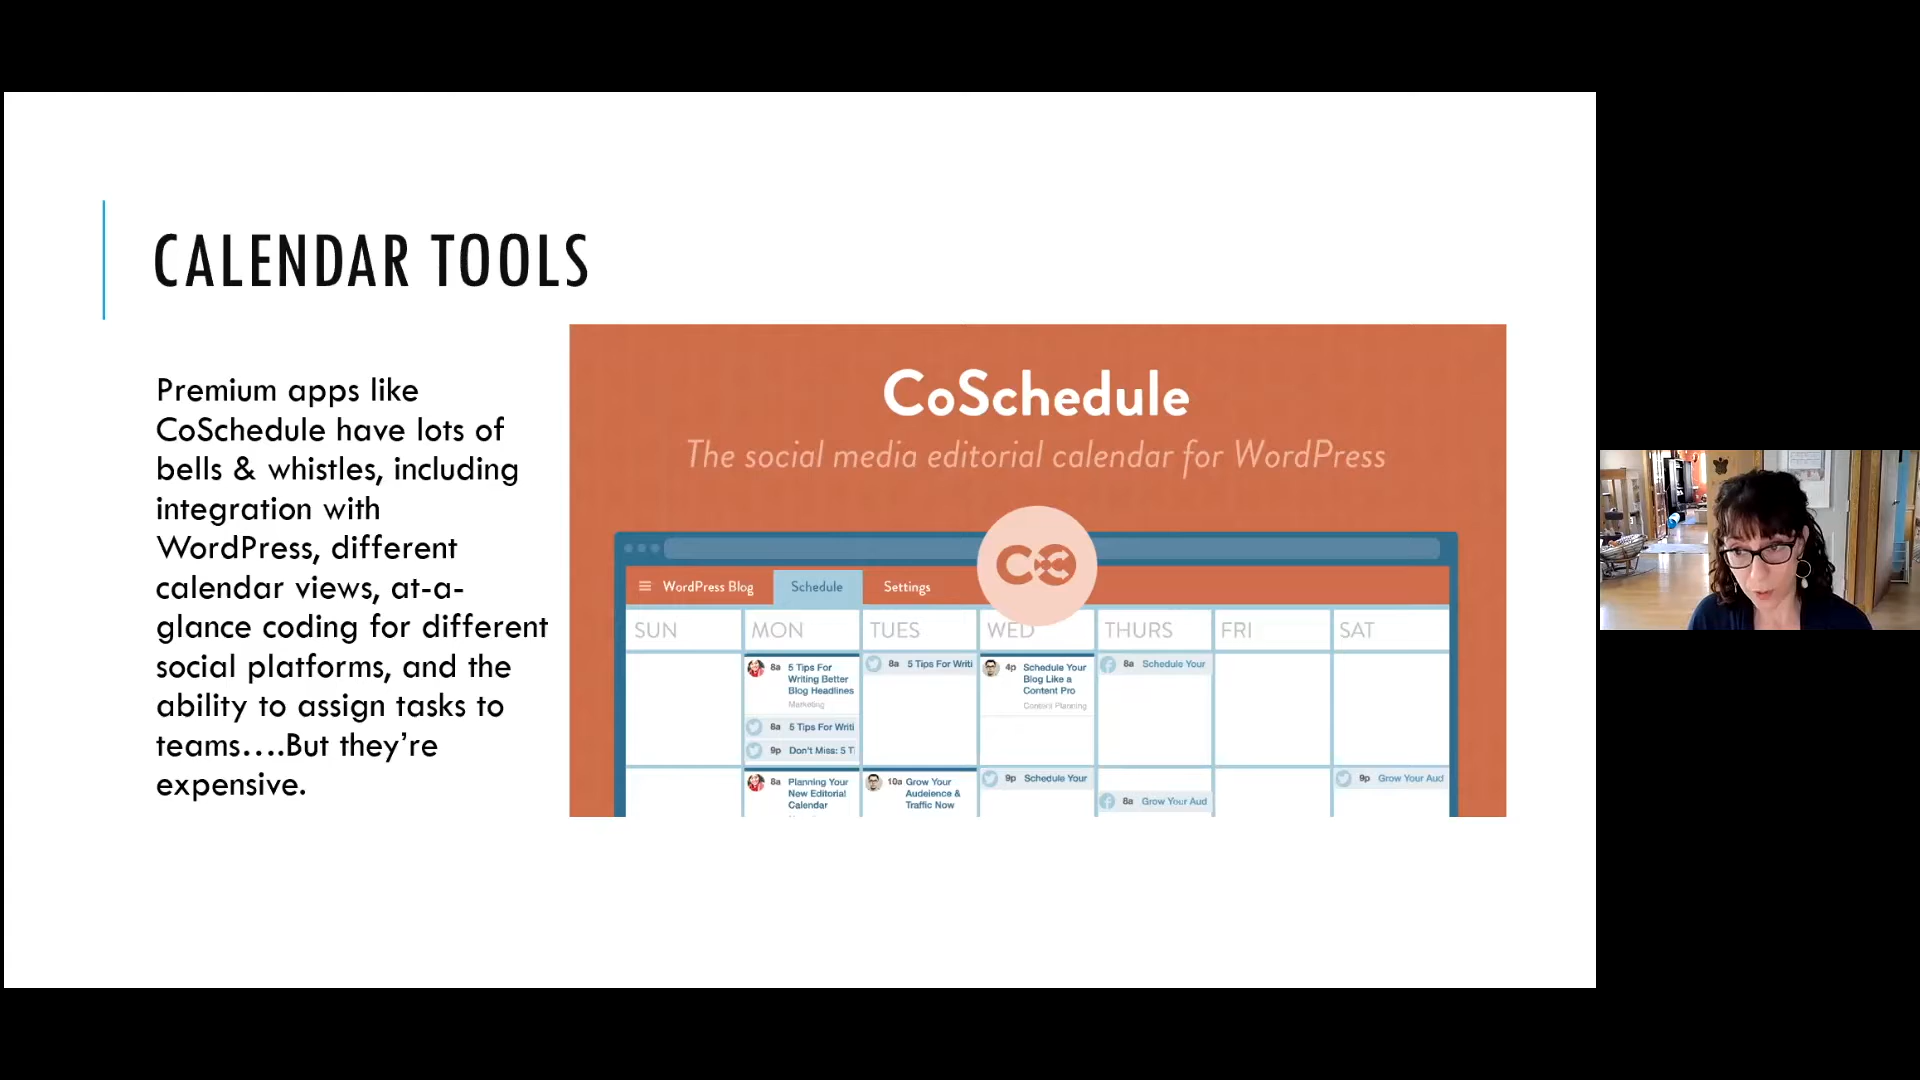 CALENDAR TOOLS
Premium apps like
CoSchedule have lots of
bells & whistles, including
integration with
WordPress, different
calendar views, at-a-
glance coding for different
social platforms, and the
ability to assign tasks to
teams….But they’re
expensive.
CoSchedule
The social media editorial calendar for WordPress
WordPress Blog Schedule Settings
SUN MON TUES WED THURS FRI SAT
8a 5 Tips For
Writing Better
Blog Headlines
Marketing
8a 5 Tips For Writi
9p Don't Miss: 5 T
8a 5 Tips For Writi
4p Schedule Your
Blog Like a
Content Pro
Content Planning
8a Schedule Your
8a Planning Your
New Editorial
Calendar
10a Grow Your
Audeience &
Traffic Now
9p Schedule Your
8a Grow Your Aud
9p Grow Your Aud